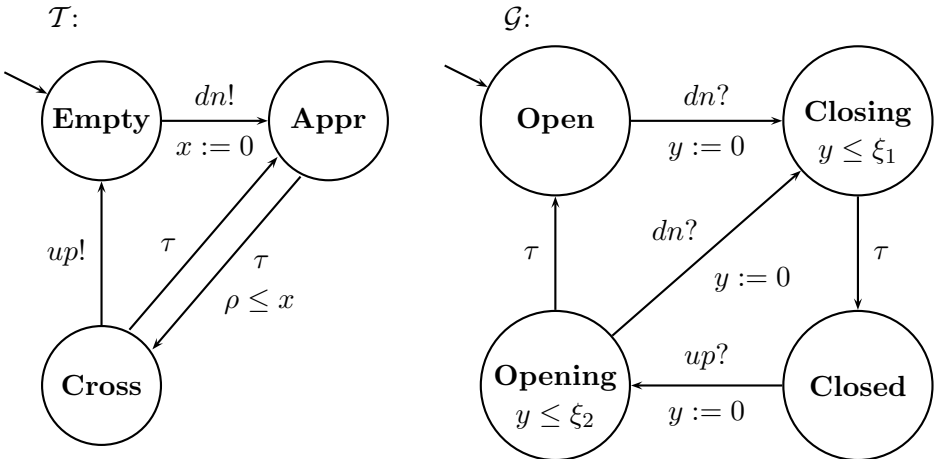 𝒯:
Empty
dn!
x := 0
Appr
up!
τ
τ
ρ ≤ x
Cross
𝒢:
Open
dn?
y := 0
Closing
y ≤ ξ₁
τ
dn?
y := 0
τ
Opening
y ≤ ξ₂
up?
y := 0
Closed